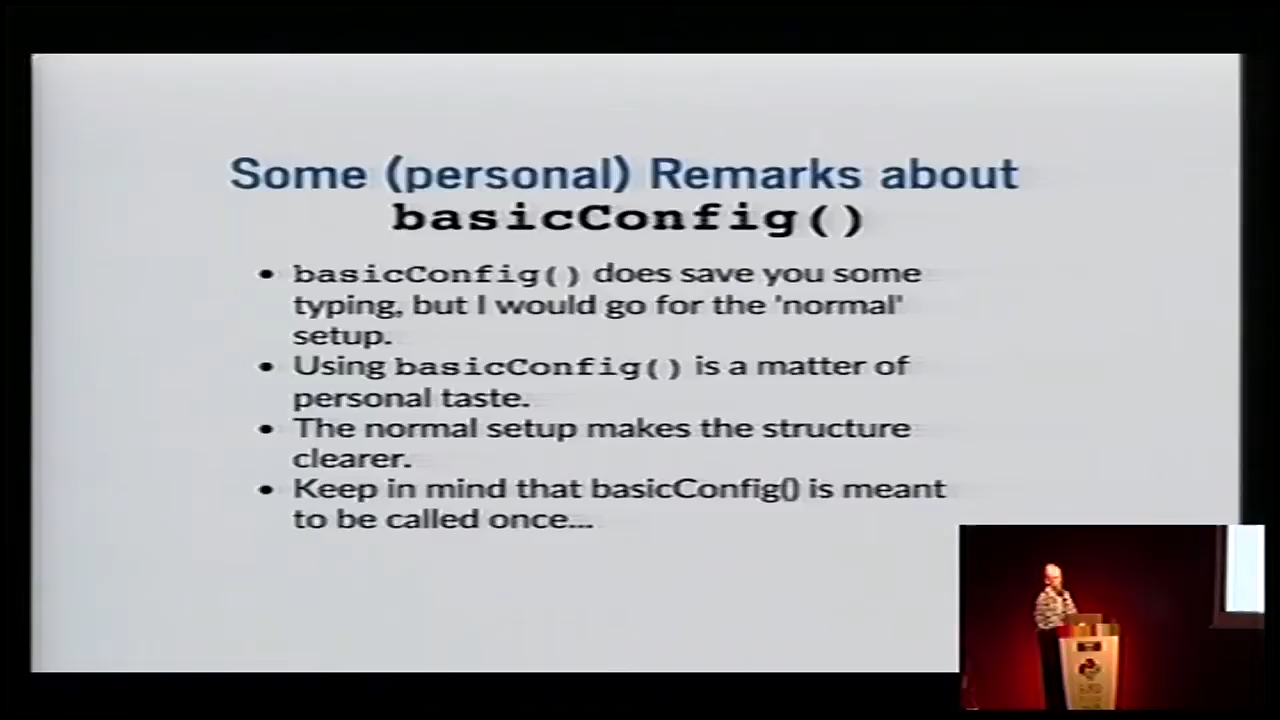 Some (personal) Remarks about
basicConfig()
• basicConfig() does save you some
typing, but I would go for the 'normal'
setup.
• Using basicConfig() is a matter of
personal taste.
• The normal setup makes the structure
clearer.
• Keep in mind that basicConfig() is meant
to be called once...